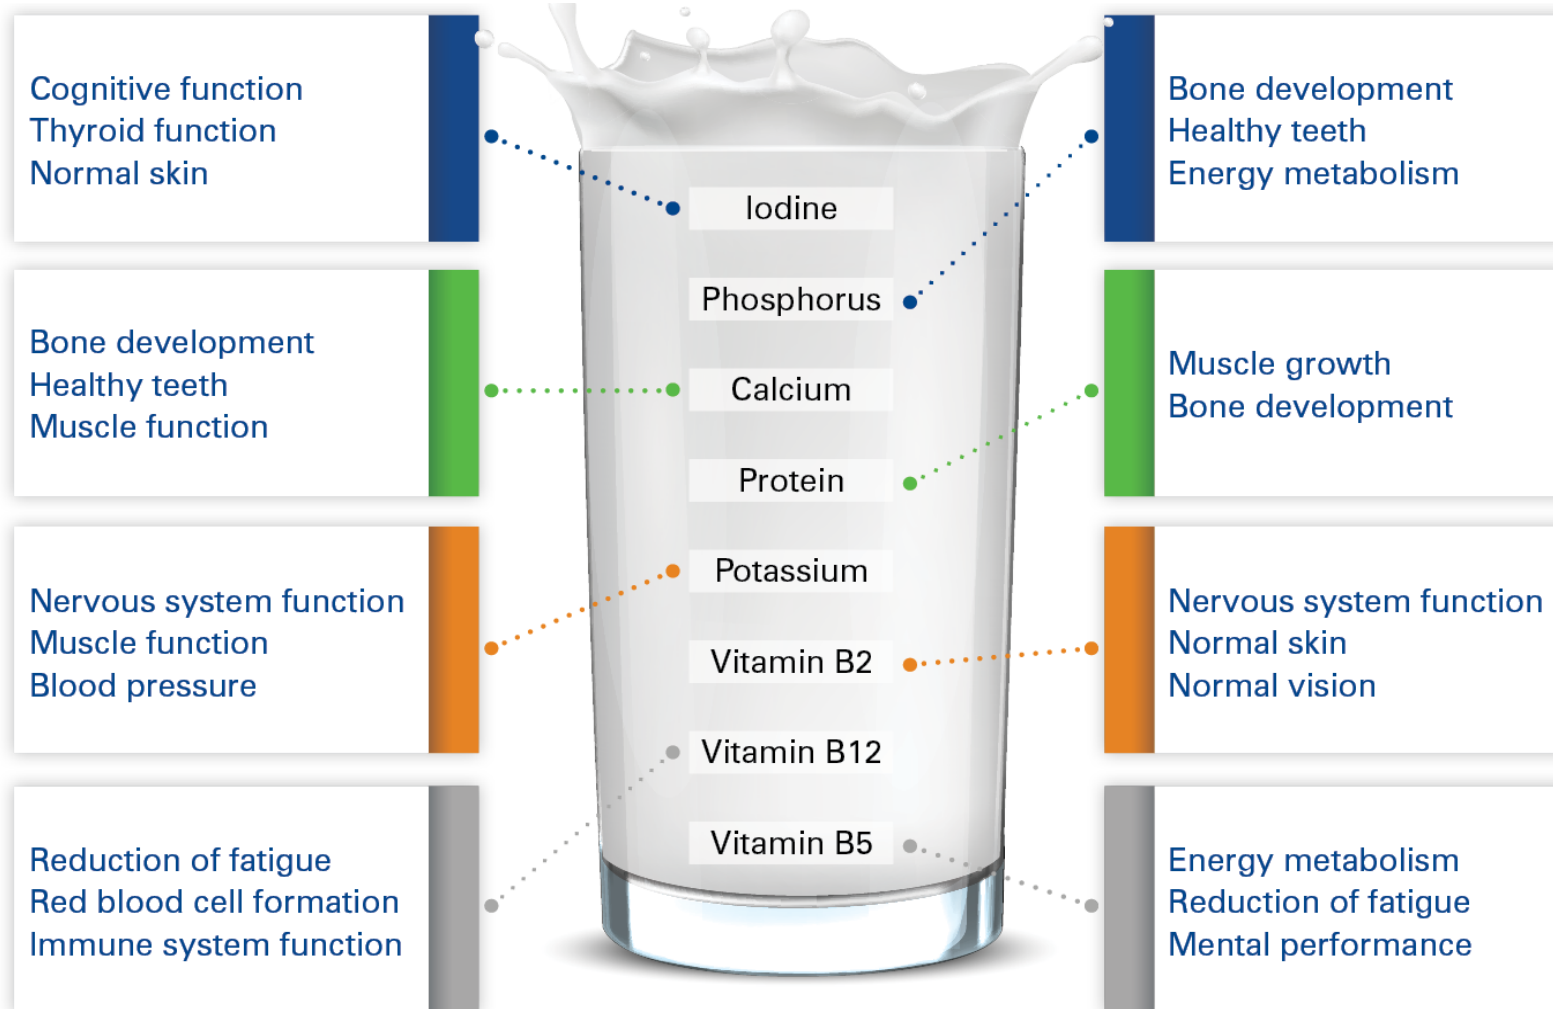 Cognitive function
Thyroid function
Normal skin
Bone development
Healthy teeth
Muscle function
Nervous system function
Muscle function
Blood pressure
Reduction of fatigue
Red blood cell formation
Immune system function
Iodine
Phosphorus
Calcium
Protein
Potassium
Vitamin B2
Vitamin B12
Vitamin B5
Bone development
Healthy teeth
Energy metabolism
Muscle growth
Bone development
Nervous system function
Normal skin
Normal vision
Energy metabolism
Reduction of fatigue
Mental performance